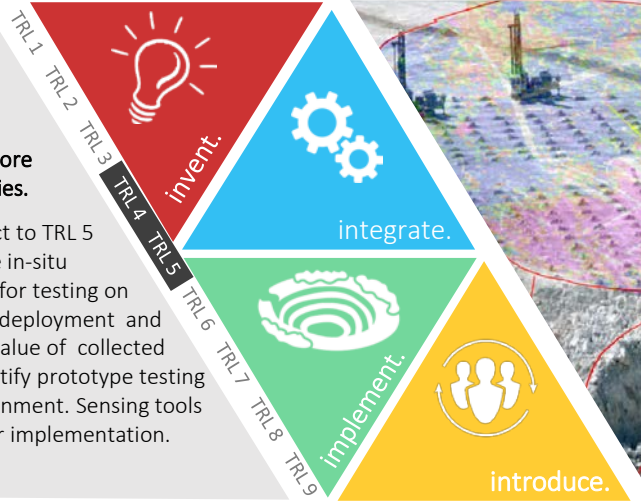 TRL 1
TRL 2
TRL 3
TRL 4
TRL 5
TRL 6
TRL 7
TRL 8
TRL 9
invent.
integrate.
implement.
introduce.
ore
ies.
ct to TRL 5
e in-situ
for testing on
deployment and
alue of collected
tify prototype testing
nment. Sensing tools
r implementation.